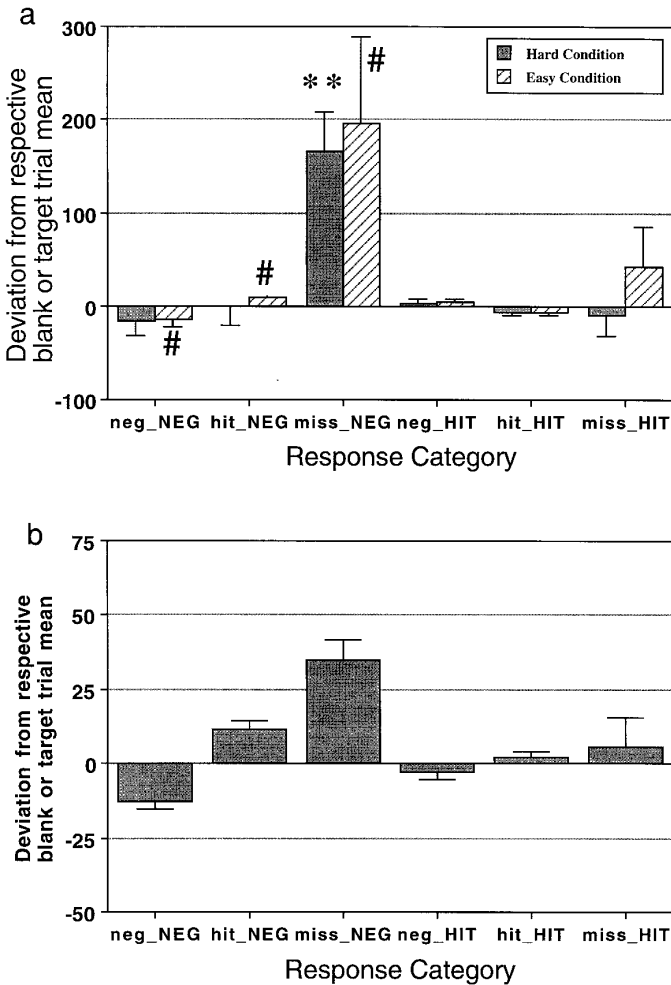 a
Deviation from respective
blank or target trial mean
300
200
100
0
-100
Hard Condition
Easy Condition
#
#
**
#
neg_NEG hit_NEG miss_NEG neg_HIT hit_HIT miss_HIT
Response Category
b
Deviation from respective
blank or target trial mean
75
50
25
0
-25
-50
neg_NEG hit_NEG miss_NEG neg_HIT hit_HIT miss_HIT
Response Category